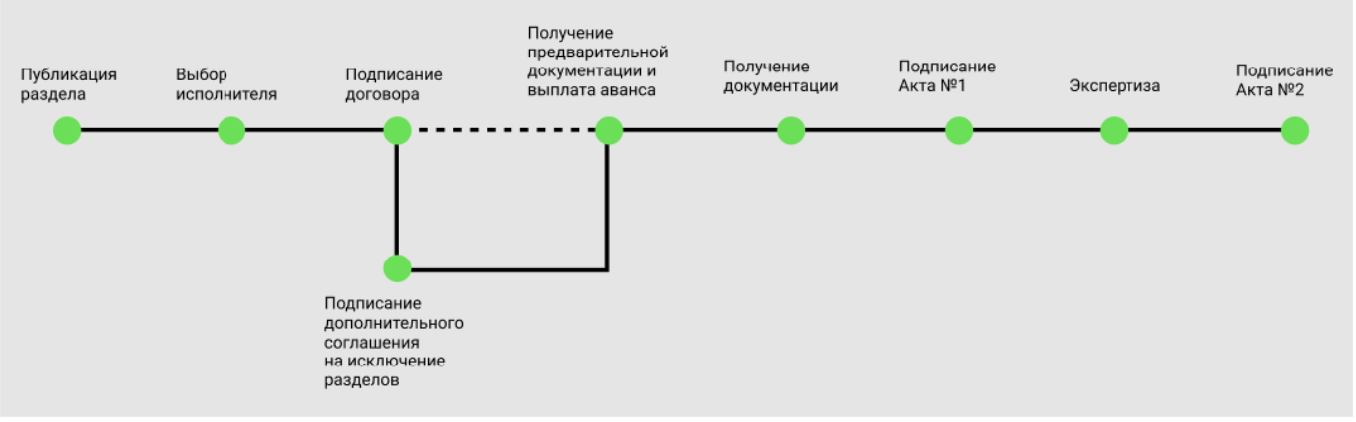 Публикация
раздела
Выбор
исполнителя
Подписание
договора
Получение
предварительной
документации и
выплата аванса
Получение
документации
Подписание
Акта №1
Экспертиза
Подписание
Акта №2
Подписание
дополнительного
соглашения
на исключение
разделов